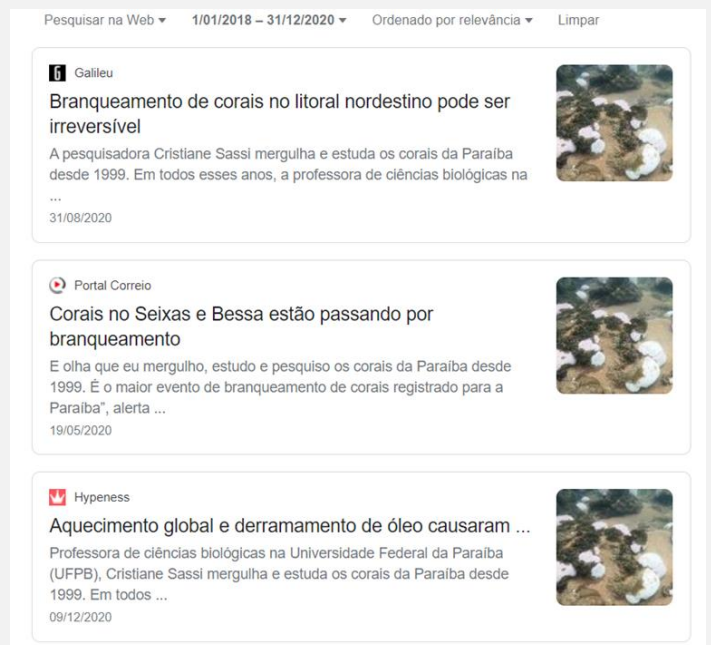 Pesquisar na Web 1/01/2018 – 31/12/2020 Ordenado por relevância Limpar
Galileu
Branqueamento de corais no litoral nordestino pode ser
irreversível
A pesquisadora Cristiane Sassi mergulha e estuda os corais da Paraíba
desde 1999. Em todos esses anos, a professora de ciências biológicas na
...
31/08/2020
Portal Correio
Corais no Seixas e Bessa estão passando por
branqueamento
E olha que eu mergulho, estudo e pesquiso os corais da Paraíba desde
1999. É o maior evento de branqueamento de corais registrado para a
Paraíba”, alerta ...
19/05/2020
Hypeness
Aquecimento global e derramamento de óleo causaram ...
Professora de ciências biológicas na Universidade Federal da Paraíba
(UFPB), Cristiane Sassi mergulha e estuda os corais da Paraíba desde
1999. Em todos ...
09/12/2020